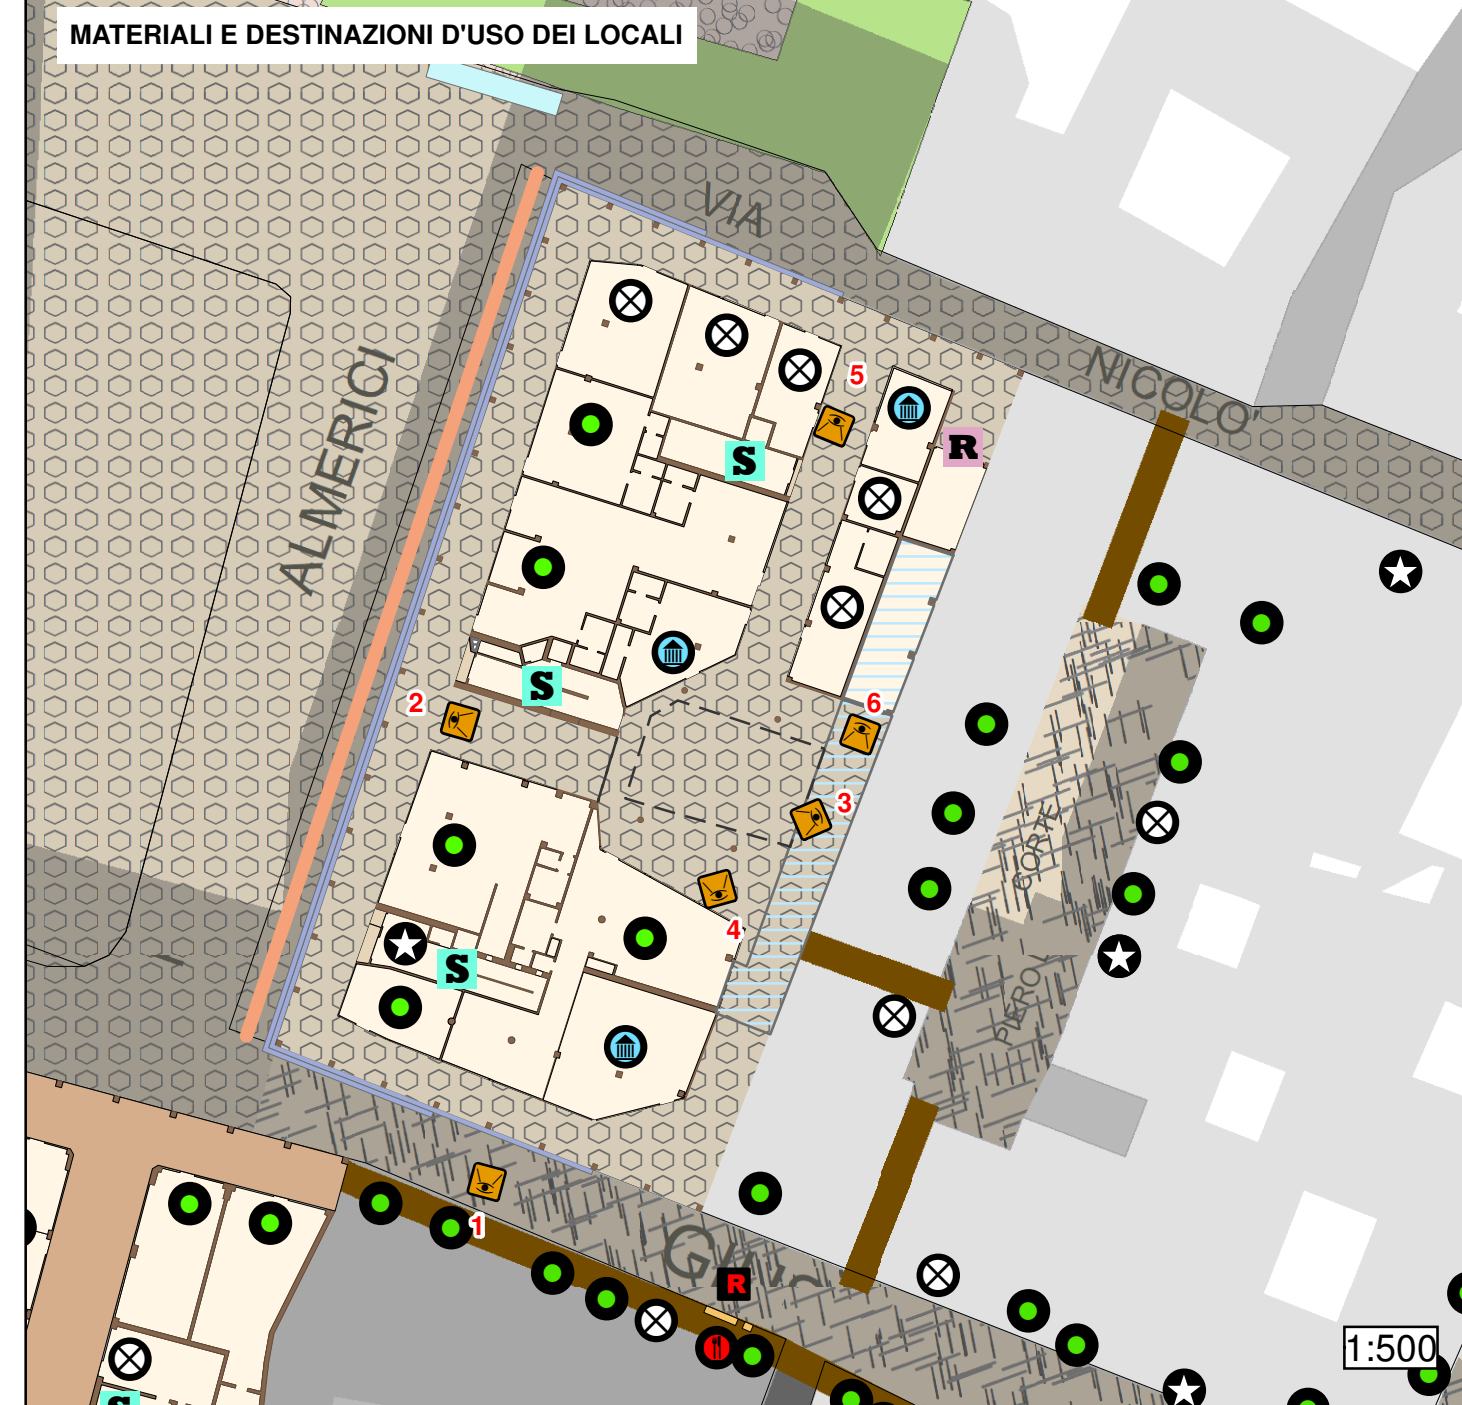 MATERIALI E DESTINAZIONI D'USO DEI LOCALI
VIA
NICOLO'
ALMERICI
5
R
S
2
S
6
3
CORTE
4
S
PIERO
1
R
1:500
S